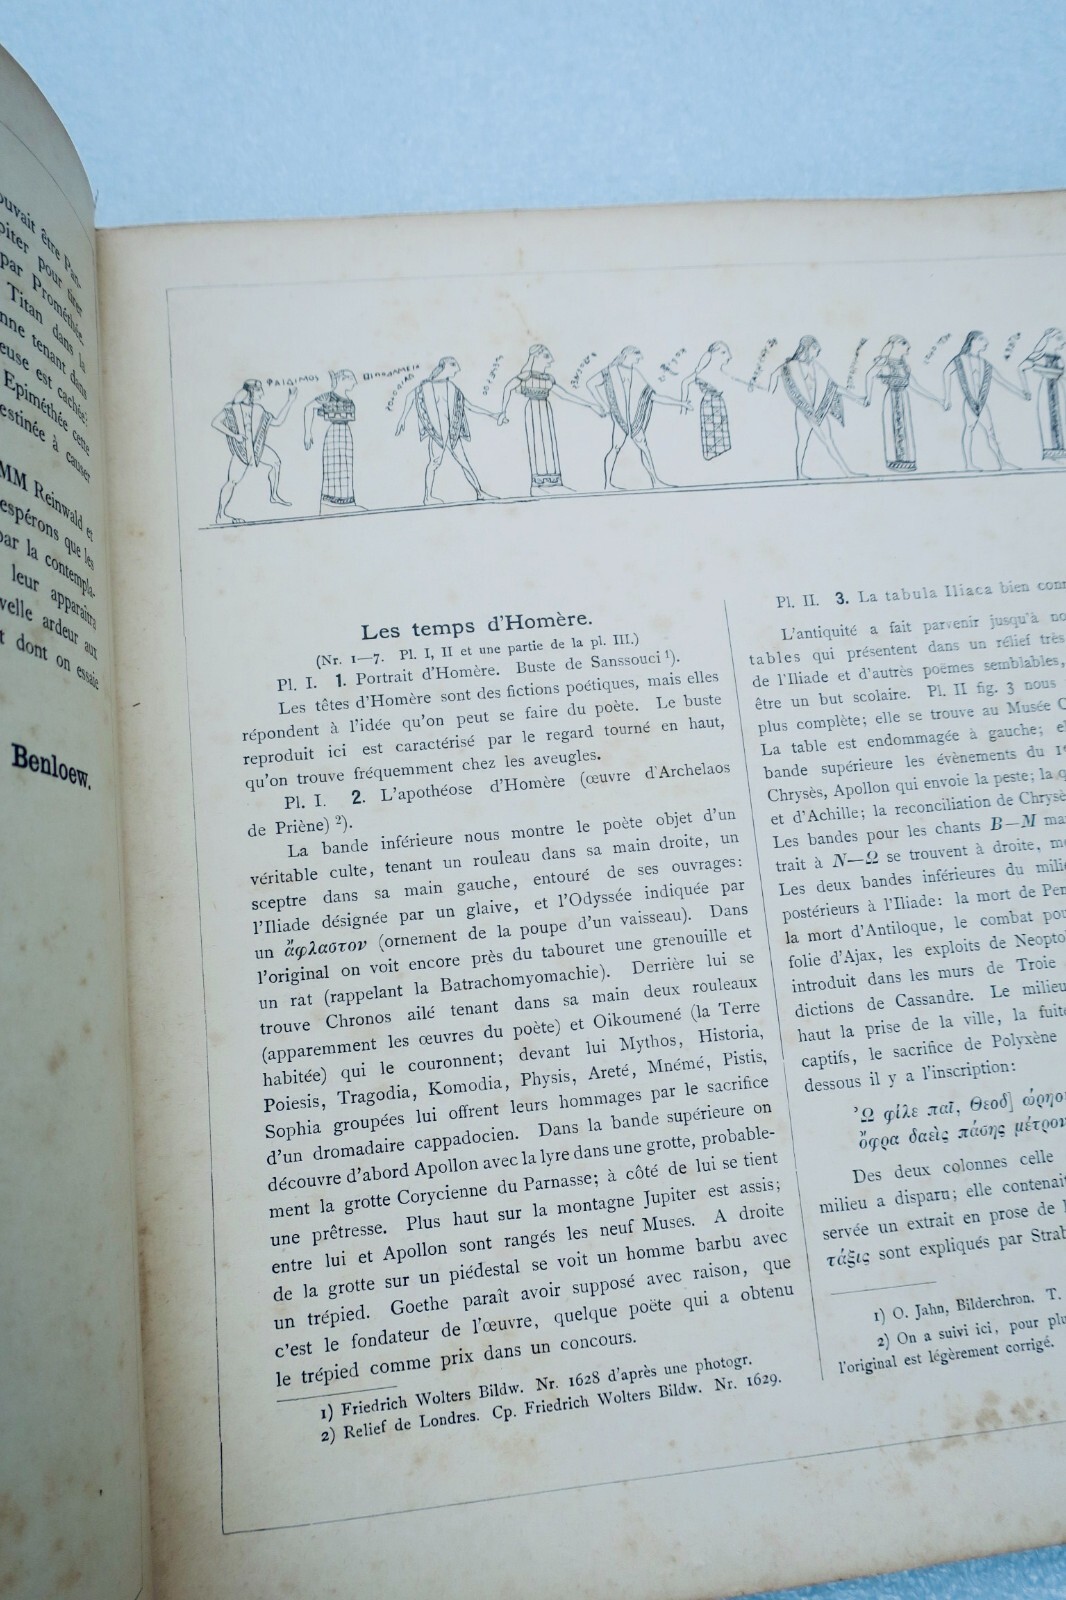 ouvait être Pan-
piter pour tirer
par Prométhée.
Titan dans la
nne tenant dans
euse est cachée:
Epiméthée cette
estinée à causer
MM Reinwald et
espérons que les
par la contempla-
leur apparaîtra
velle ardeur aux
t dont on essaie
Benloew.
ΦΑΙΔΙΜΟΣ
Les temps d'Homère.
(Nr. 1–7. Pl. I, II et une partie de la pl. III.)
Pl. I. 1. Portrait d'Homère. Buste de Sanssouci 1).
Les têtes d'Homère sont des fictions poétiques, mais elles
répondent à l'idée qu'on peut se faire du poète. Le buste
reproduit ici est caractérisé par le regard tourné en haut,
qu'on trouve fréquemment chez les aveugles.
Pl. I. 2. L'apothéose d'Homère (œuvre d'Archelaos
de Priène) 2).
La bande inférieure nous montre le poète objet d'un
véritable culte, tenant un rouleau dans sa main droite, un
sceptre dans sa main gauche, entouré de ses ouvrages:
l'Iliade désignée par un glaive, et l'Odyssée indiquée par
un ἄφλαστον (ornement de la poupe d'un vaisseau). Dans
l'original on voit encore près du tabouret une grenouille et
un rat (rappelant la Batrachomyomachie). Derrière lui se
trouve Chronos ailé tenant dans sa main deux rouleaux
(apparemment les œuvres du poète) et Oikoumené (la Terre
habitée) qui le couronnent; devant lui Mythos, Historia,
Poiesis, Tragodia, Komodia, Physis, Areté, Mnémé, Pistis,
Sophia groupées lui offrent leurs hommages par le sacrifice
d'un dromadaire cappadocien. Dans la bande supérieure on
découvre d'abord Apollon avec la lyre dans une grotte, probable-
ment la grotte Corycienne du Parnasse; à côté de lui se tient
une prêtresse. Plus haut sur la montagne Jupiter est assis;
entre lui et Apollon sont rangés les neuf Muses. A droite
de la grotte sur un piédestal se voit un homme barbu avec
un trépied. Goethe paraît avoir supposé avec raison, que
c'est le fondateur de l'œuvre, quelque poëte qui a obtenu
le trépied comme prix dans un concours.
1) Friedrich Wolters Bildw. Nr. 1628 d'après une photogr.
2) Relief de Londres. Cp. Friedrich Wolters Bildw. Nr. 1629.
Pl. II. 3. La tabula Iliaca bien conn
L'antiquité a fait parvenir jusqu'à no
tables qui présentent dans un rélief très
de l'Iliade et d'autrès poëmes semblables,
être un but scolaire. Pl. II fig. 3 nous
plus complète; elle se trouve au Musée C
La table est endommagée à gauche; el
bande supérieure les évènements du 1
Chrysès, Apollon qui envoie la peste; la q
et d'Achille; la reconciliation de Chrysè
Les bandes pour les chants B—M ma
trait à N—Ω se trouvent à droite, m
Les deux bandes inférieures du milie
postérieurs à l'Iliade: la mort de Pen
la mort d'Antiloque, le combat pou
folie d'Ajax, les exploits de Neoptol
introduit dans les murs de Troie
dictions de Cassandre. Le milieu
haut la prise de la ville, la fuite
captifs, le sacrifice de Polyxène
dessous il y a l'inscription:
Ὦ φίλε παῖ, Θεοδ] ώρηο
ὄφρα δαεὶς πάσης μέτρον
Des deux colonnes celle
milieu a disparu; elle contenait
servée un extrait en prose de l
τάξις sont expliqués par Strab
1) O. Jahn, Bilderchron. T.
2) On a suivi ici, pour plu
l'original est légèrement corrigé.